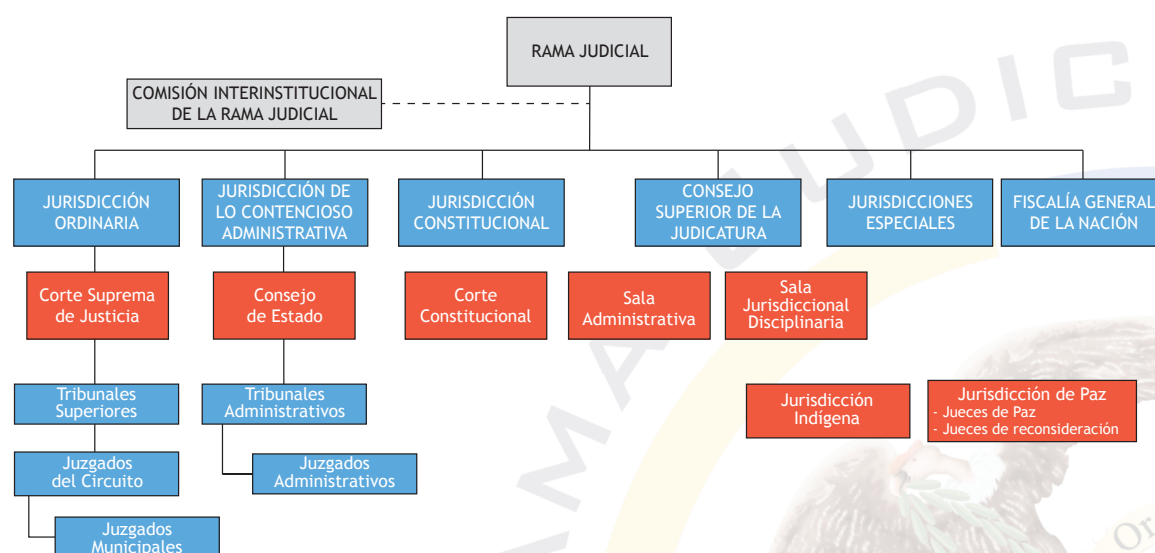 RAMA JUDICIAL
COMISIÓN INTERINSTITUCIONAL
DE LA RAMA JUDICIAL
JURISDICCIÓN
ORDINARIA
JURISDICCIÓN DE
LO CONTENCIOSO
ADMINISTRATIVA
JURISDICCIÓN
CONSTITUCIONAL
CONSEJO
SUPERIOR DE LA
JUDICATURA
JURISDICCIONES
ESPECIALES
FISCALÍA GENERAL
DE LA NACIÓN
Corte Suprema
de Justicia
Consejo
de Estado
Corte
Constitucional
Sala
Administrativa
Sala
Jurisdiccional
Disciplinaria
Tribunales
Superiores
Tribunales
Administrativos
Jurisdicción
Indígena
Jurisdicción de Paz
- Jueces de Paz
- Jueces de reconsideración
Juzgados
del Circuito
Juzgados
Administrativos
Juzgados
Municipales
RAMA JUDIC
Or